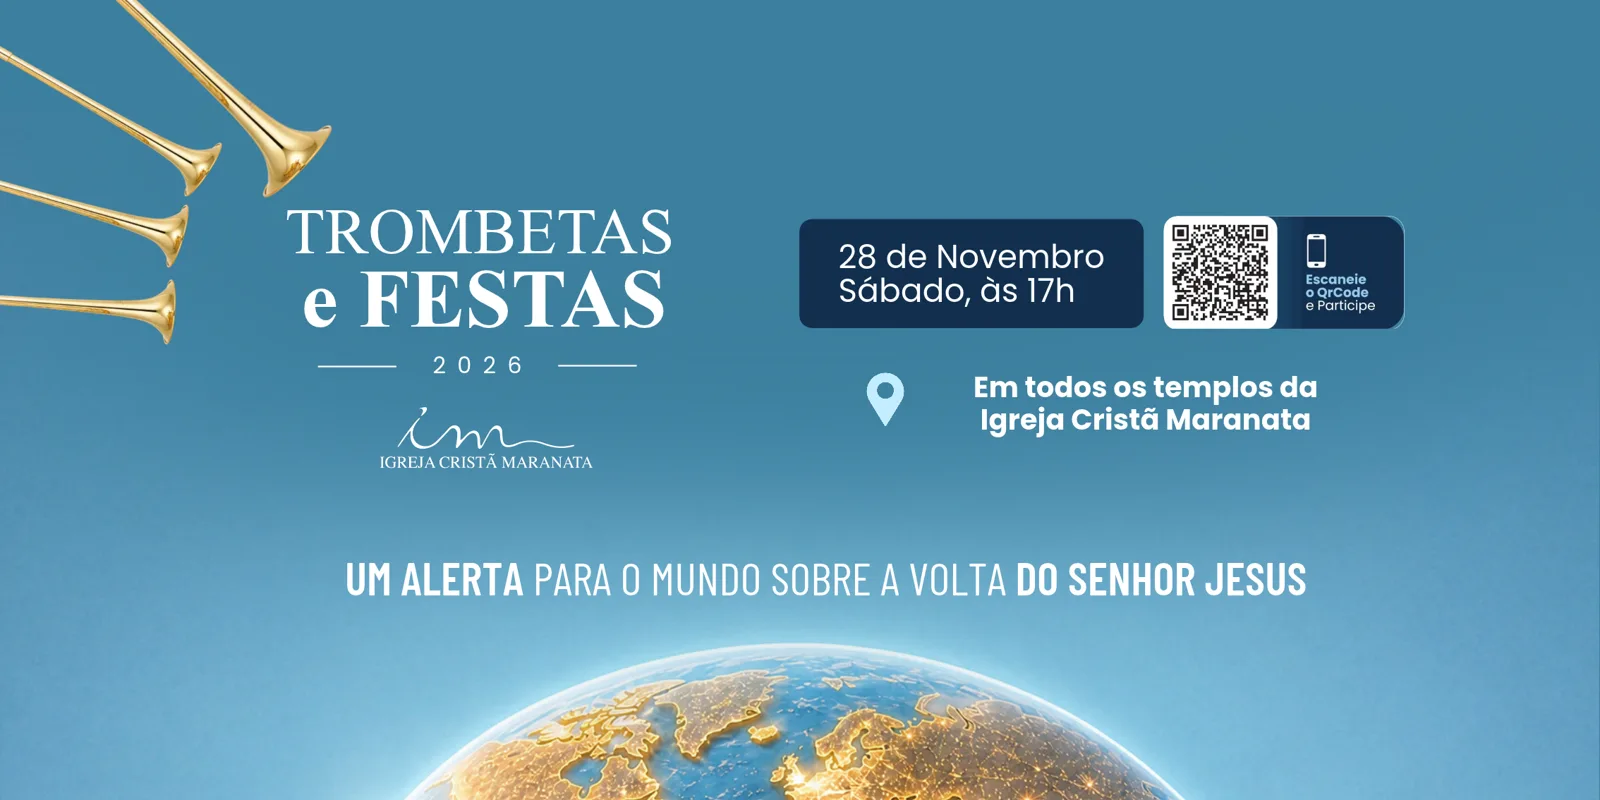 TROMBETAS
e FESTAS
2026
im
IGREJA CRISTÃ MARANATA
28 de Novembro
Sábado, às 17h
Escaneie
o QrCode
e Participe
Em todos os templos da
Igreja Cristã Maranata
UM ALERTA PARA O MUNDO SOBRE A VOLTA DO SENHOR JESUS